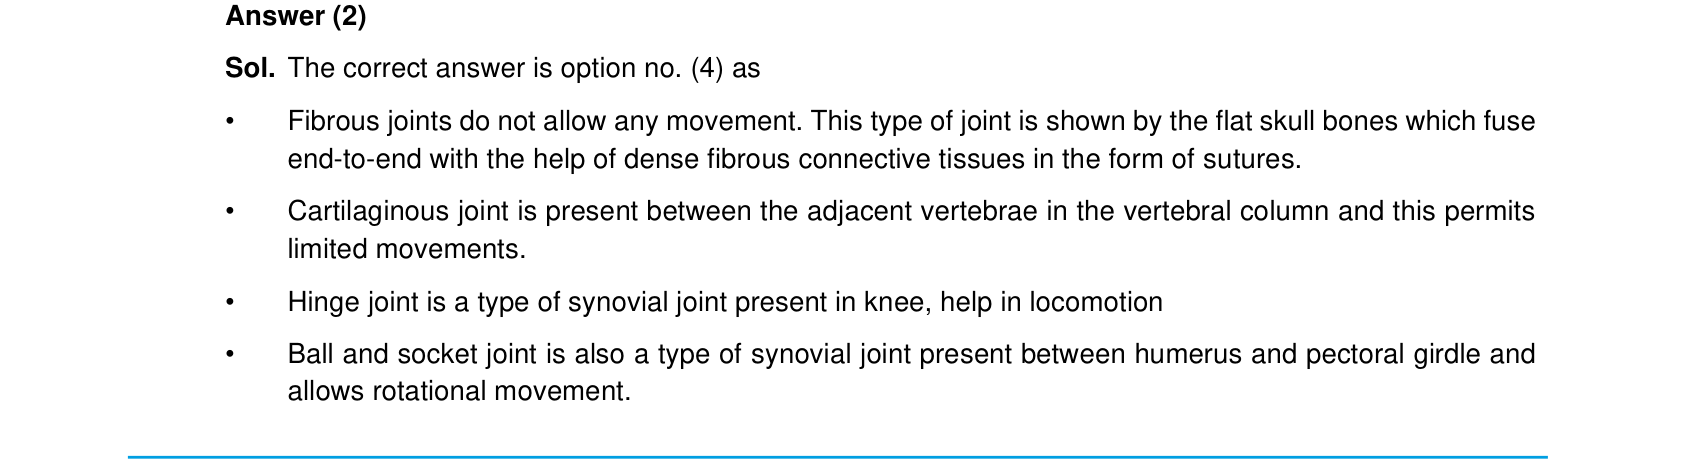 Answer (2)
Sol. The correct answer is option no. (4) as
• Fibrous joints do not allow any movement. This type of joint is shown by the flat skull bones which fuse
end-to-end with the help of dense fibrous connective tissues in the form of sutures.
• Cartilaginous joint is present between the adjacent vertebrae in the vertebral column and this permits
limited movements.
• Hinge joint is a type of synovial joint present in knee, help in locomotion
• Ball and socket joint is also a type of synovial joint present between humerus and pectoral girdle and
allows rotational movement.